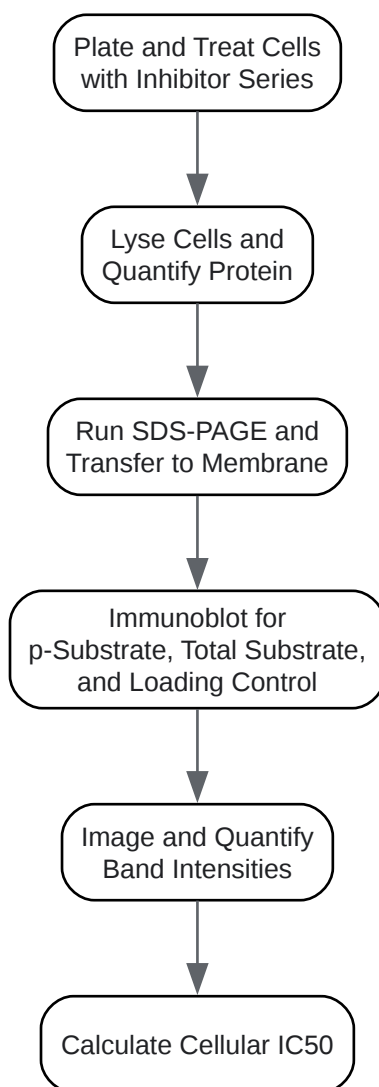 Plate and Treat Cells
with Inhibitor Series
Lyse Cells and
Quantify Protein
Run SDS-PAGE and
Transfer to Membrane
Immunoblot for
p-Substrate, Total Substrate,
and Loading Control
Image and Quantify
Band Intensities
Calculate Cellular IC50